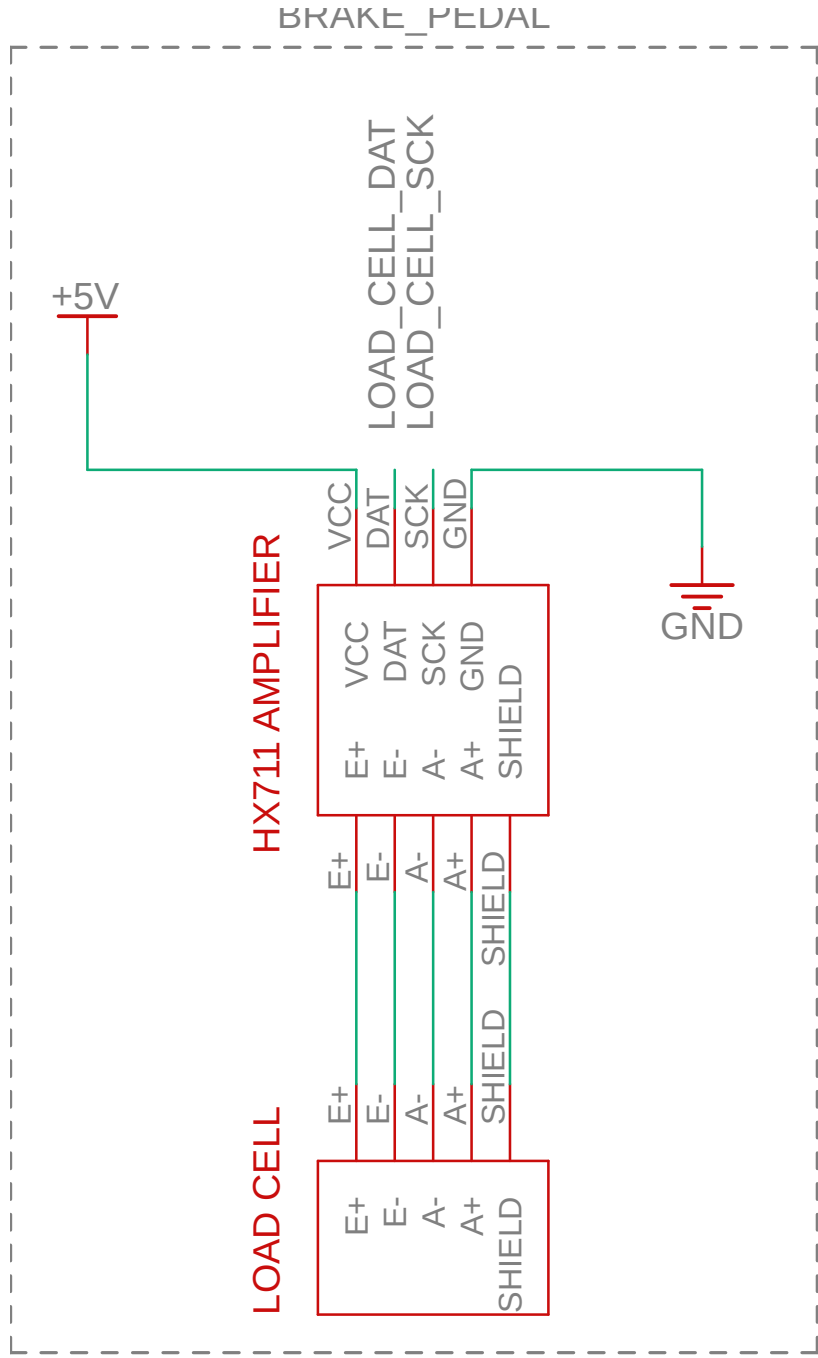 BRAKE_PEDAL
LOAD_CELL_DAT
LOAD_CELL_SCK
+5V
VCC
DAT
SCK
GND
GND
HX711 AMPLIFIER
VCC
DAT
SCK
GND
E+
E-
A-
A+
SHIELD
E+
E-
A-
A+
SHIELD
E+
E-
A-
A+
SHIELD
LOAD CELL
E+
E-
A-
A+
SHIELD